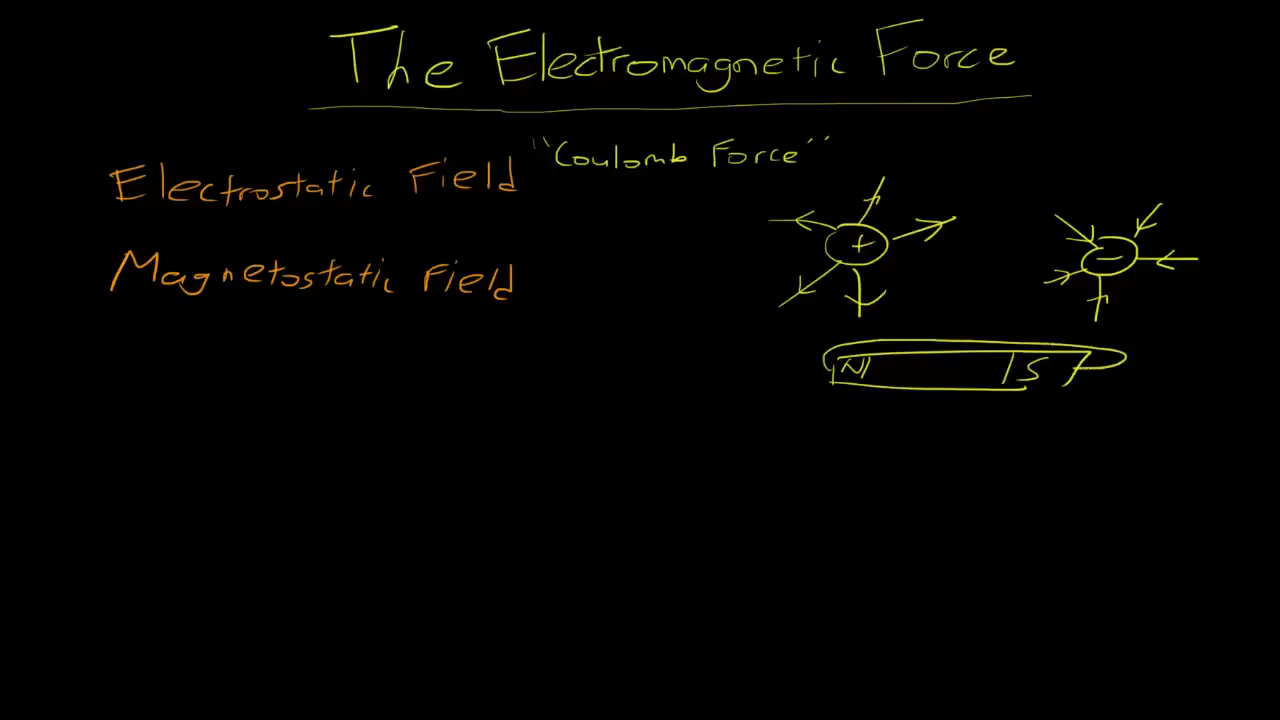 The Electromagnetic Force
Electrostatic Field "Coulomb Force"
Magnetostatic Field
+
−
N S